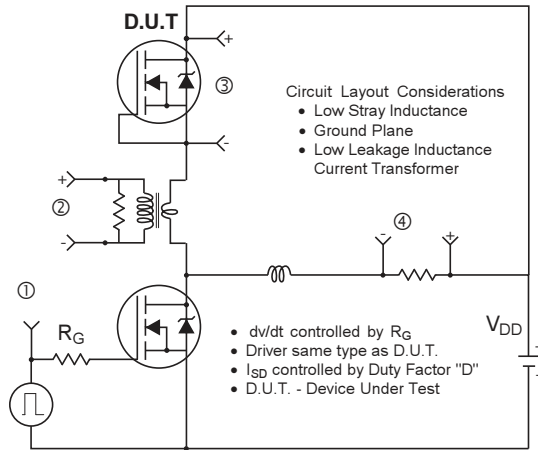 D.U.T
+
③
-
Circuit Layout Considerations
• Low Stray Inductance
• Ground Plane
• Low Leakage Inductance
Current Transformer
+
②
-
④
-
+
①
RG
VDD
• dv/dt controlled by RG
• Driver same type as D.U.T.
• ISD controlled by Duty Factor "D"
• D.U.T. - Device Under Test
+
-